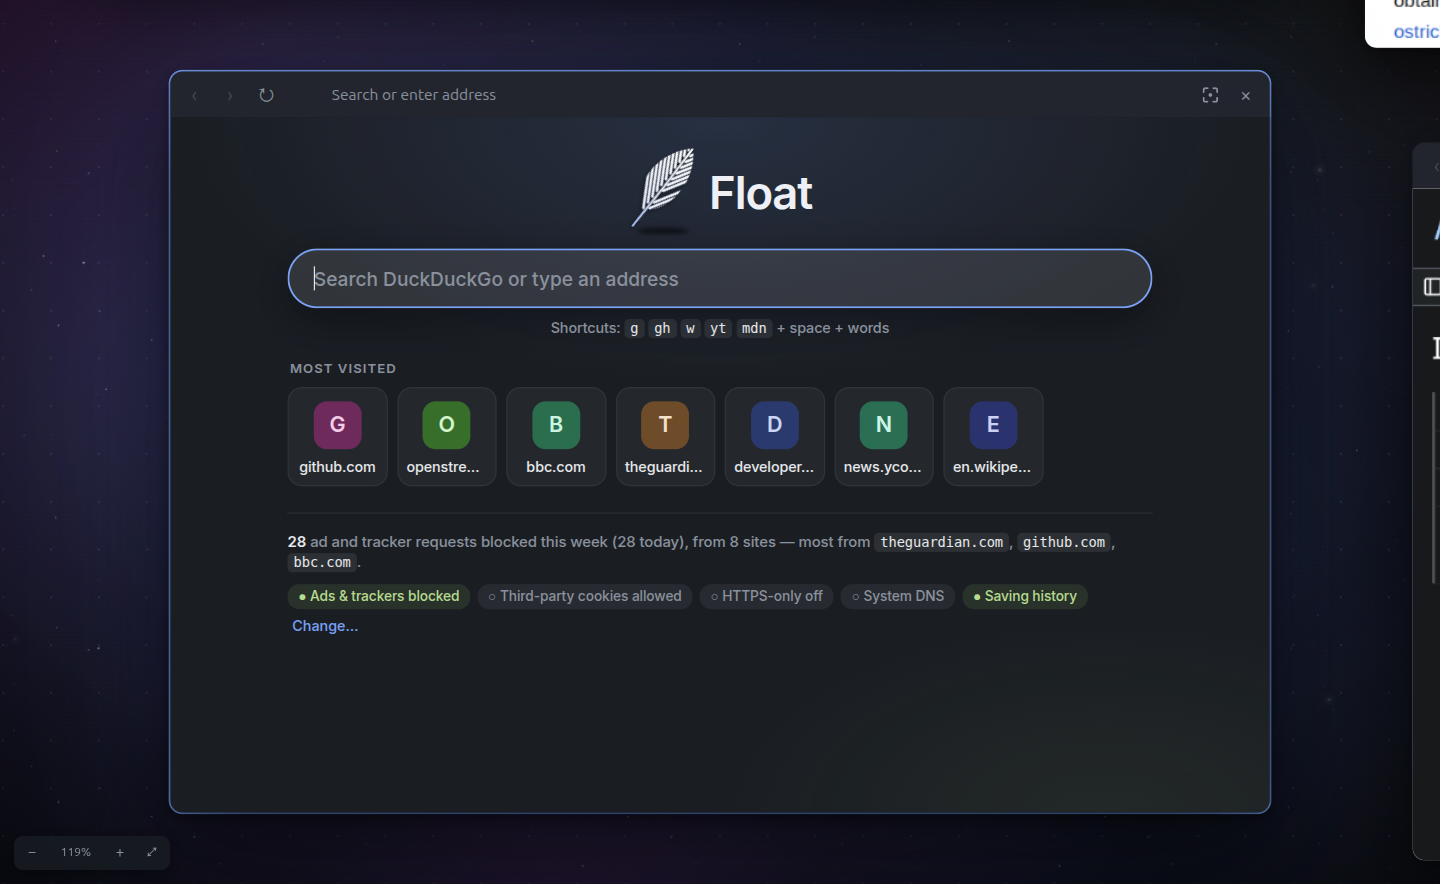 obtain
ostric
Search or enter address
Float
Search DuckDuckGo or type an address
Shortcuts: g gh w yt mdn + space + words
MOST VISITED
G O B T D N E
github.com openstre... bbc.com theguardi... developer... news.yco... en.wikipe...
28 ad and tracker requests blocked this week (28 today), from 8 sites — most from theguardian.com, github.com,
bbc.com.
● Ads & trackers blocked ○ Third-party cookies allowed ○ HTTPS-only off ○ System DNS ● Saving history
Change...
− 119% +